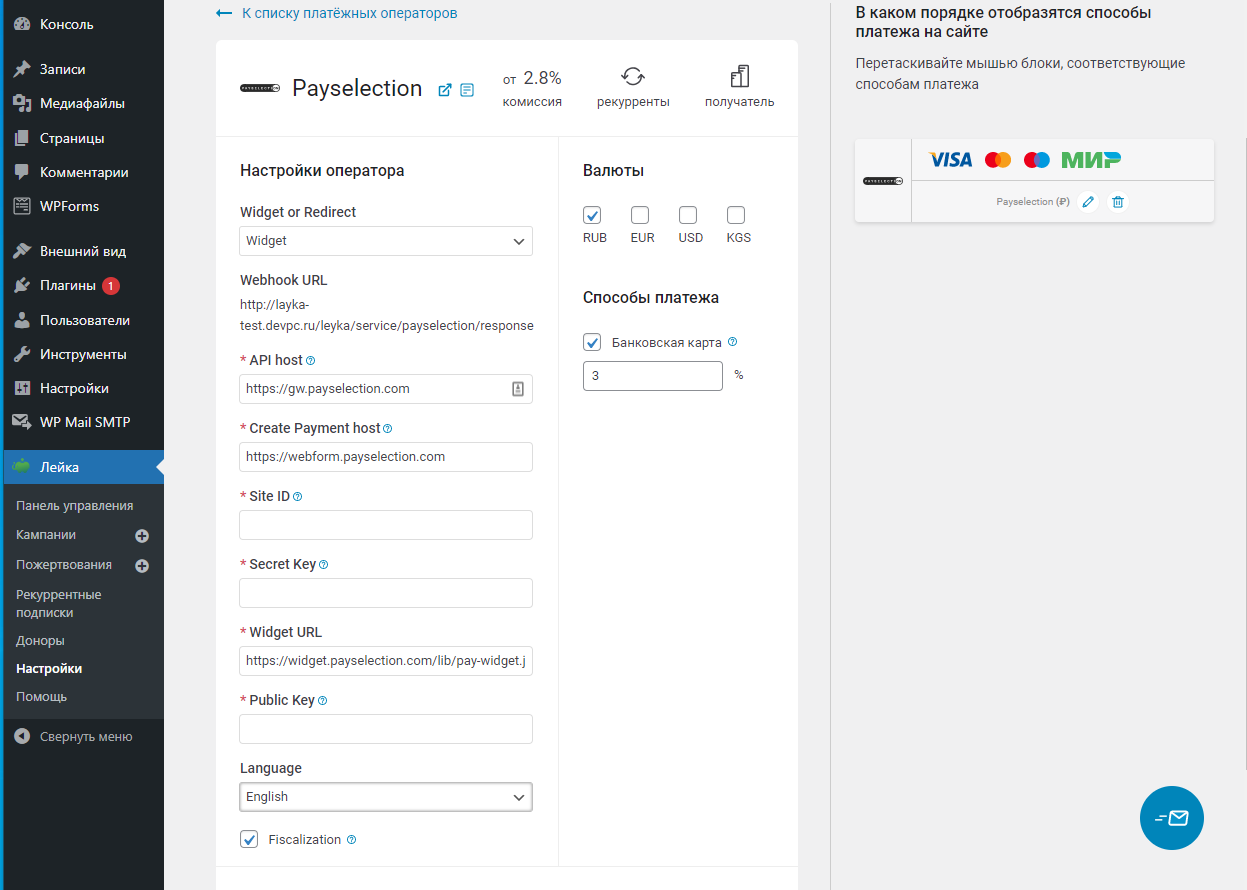 Консоль
Записи
Медиафайлы
Страницы
Комментарии
WPForms
Внешний вид
Плагины 1
Пользователи
Инструменты
Настройки
WP Mail SMTP
Лейка
Панель управления
Кампании
Пожертвования
Рекуррентные
подписки
Доноры
Настройки
Помощь
Свернуть меню
К списку платёжных операторов
PAYSELECTION
Payselection
от 2.8%
комиссия
рекурренты
получатель
Настройки оператора
Widget or Redirect
Widget
Webhook URL
http://layka-
test.devpc.ru/leyka/service/payselection/response
* API host
https://gw.payselection.com
* Create Payment host
https://webform.payselection.com
* Site ID
* Secret Key
* Widget URL
https://widget.payselection.com/lib/pay-widget.j
* Public Key
Language
English
Fiscalization
Валюты
RUB EUR USD KGS
Способы платежа
Банковская карта
3 %
В каком порядке отобразятся способы
платежа на сайте
Перетаскивайте мышью блоки, соответствующие
способам платежа
PAYSELECTION
VISA МИР
Payselection (₽)